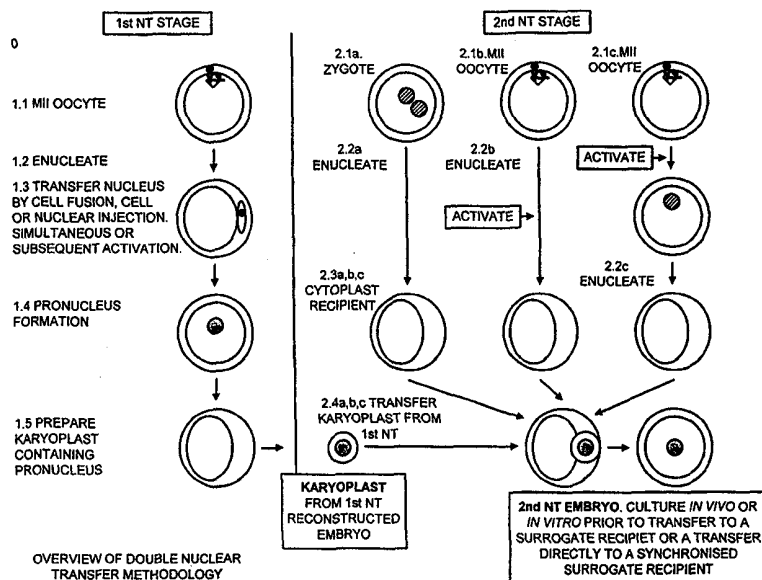 1st NT STAGE
2nd NT STAGE
0
1.1 MII OOCYTE
1.2 ENUCLEATE
1.3 TRANSFER NUCLEUS
BY CELL FUSION, CELL
OR NUCLEAR INJECTION.
SIMULTANEOUS OR
SUBSEQUENT ACTIVATION.
1.4 PRONUCLEUS
FORMATION
1.5 PREPARE
KARYOPLAST
CONTAINING
PRONUCLEUS
2.1a.
ZYGOTE
2.1b.MII
OOCYTE
2.1c.MII
OOCYTE
2.2a
ENUCLEATE
2.2b
ENUCLEATE
ACTIVATE
ACTIVATE
2.2c
ENUCLEATE
2.3a,b,c
CYTOPLAST
RECIPIENT
2.4a,b,c TRANSFER
KARYOPLAST FROM
1st NT
KARYOPLAST
FROM 1st NT
RECONSTRUCTED
EMBRYO
2nd NT EMBRYO. CULTURE IN VIVO OR
IN VITRO PRIOR TO TRANSFER TO A
SURROGATE RECIPIET OR A TRANSFER
DIRECTLY TO A SYNCHRONISED
SURROGATE RECIPIENT
OVERVIEW OF DOUBLE NUCLEAR
TRANSFER METHODOLOGY